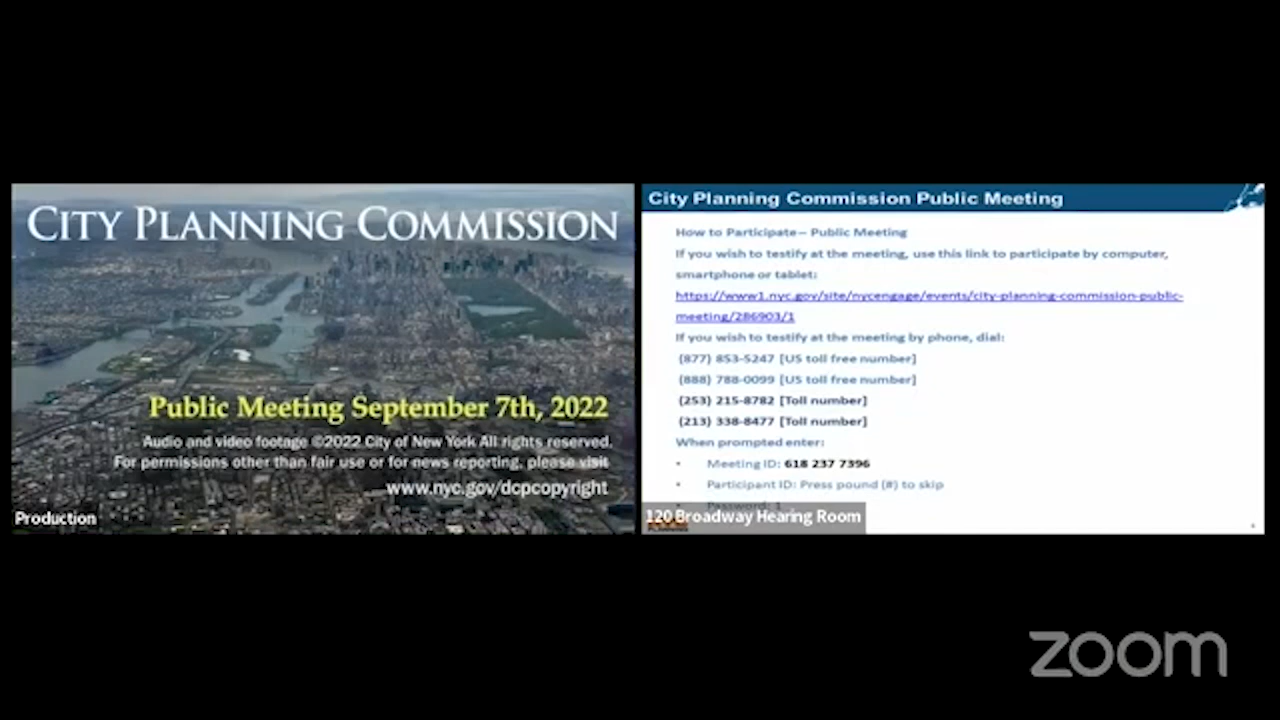 CITY PLANNING COMMISSION
Public Meeting September 7th, 2022
Audio and video footage ©2022 City of New York All rights reserved.
For permissions other than fair use or for news reporting, please visit
www.nyc.gov/dcpcopyright
Production
City Planning Commission Public Meeting
How to Participate – Public Meeting
If you wish to testify at the meeting, use this link to participate by computer,
smartphone or tablet:
https://www1.nyc.gov/site/nycengage/events/city-planning-commission-public-
meeting/286903/1
If you wish to testify at the meeting by phone, dial:
(877) 853-5247 [US toll free number]
(888) 788-0099 [US toll free number]
(253) 215-8782 [Toll number]
(213) 338-8477 [Toll number]
When prompted enter:
• Meeting ID: 618 237 7396
• Participant ID: Press pound (#) to skip
Password: 1
120 Broadway Hearing Room
zoom